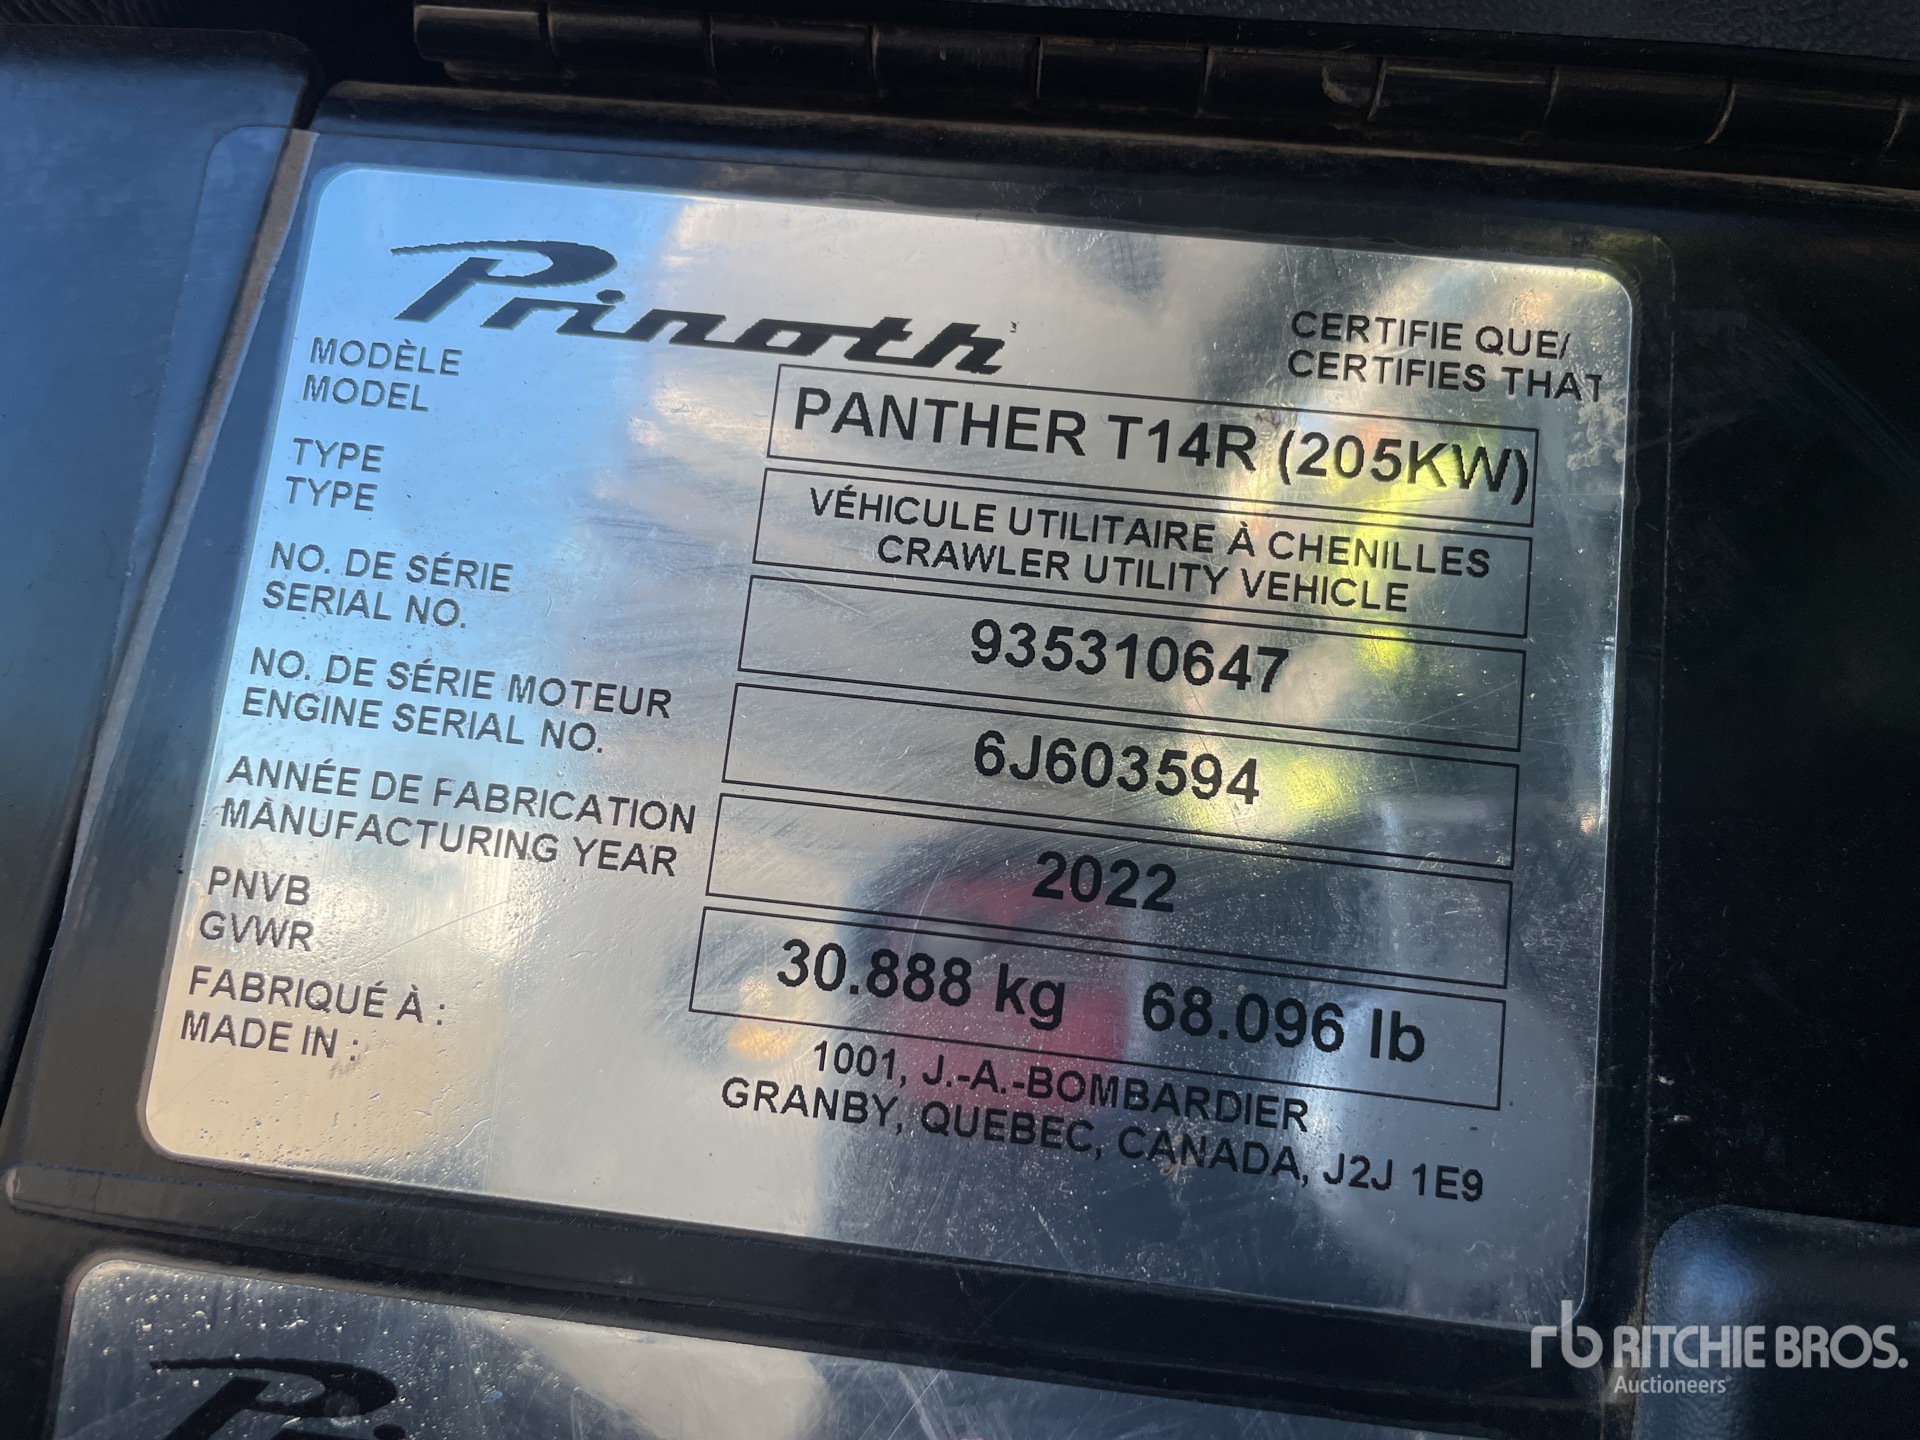 Prinoth
CERTIFIE QUE/
CERTIFIES THAT
MODÈLE
MODEL
PANTHER T14R (205KW)
TYPE
TYPE
VÉHICULE UTILITAIRE À CHENILLES
CRAWLER UTILITY VEHICLE
NO. DE SÉRIE
SERIAL NO.
935310647
NO. DE SÉRIE MOTEUR
ENGINE SERIAL NO.
6J603594
ANNÉE DE FABRICATION
MANUFACTURING YEAR
2022
PNVB
GVWR
30.888 kg 68.096 lb
FABRIQUÉ À :
MADE IN :
1001, J.-A.-BOMBARDIER
GRANBY, QUEBEC, CANADA, J2J 1E9
rb RITCHIE BROS.
Auctioneers